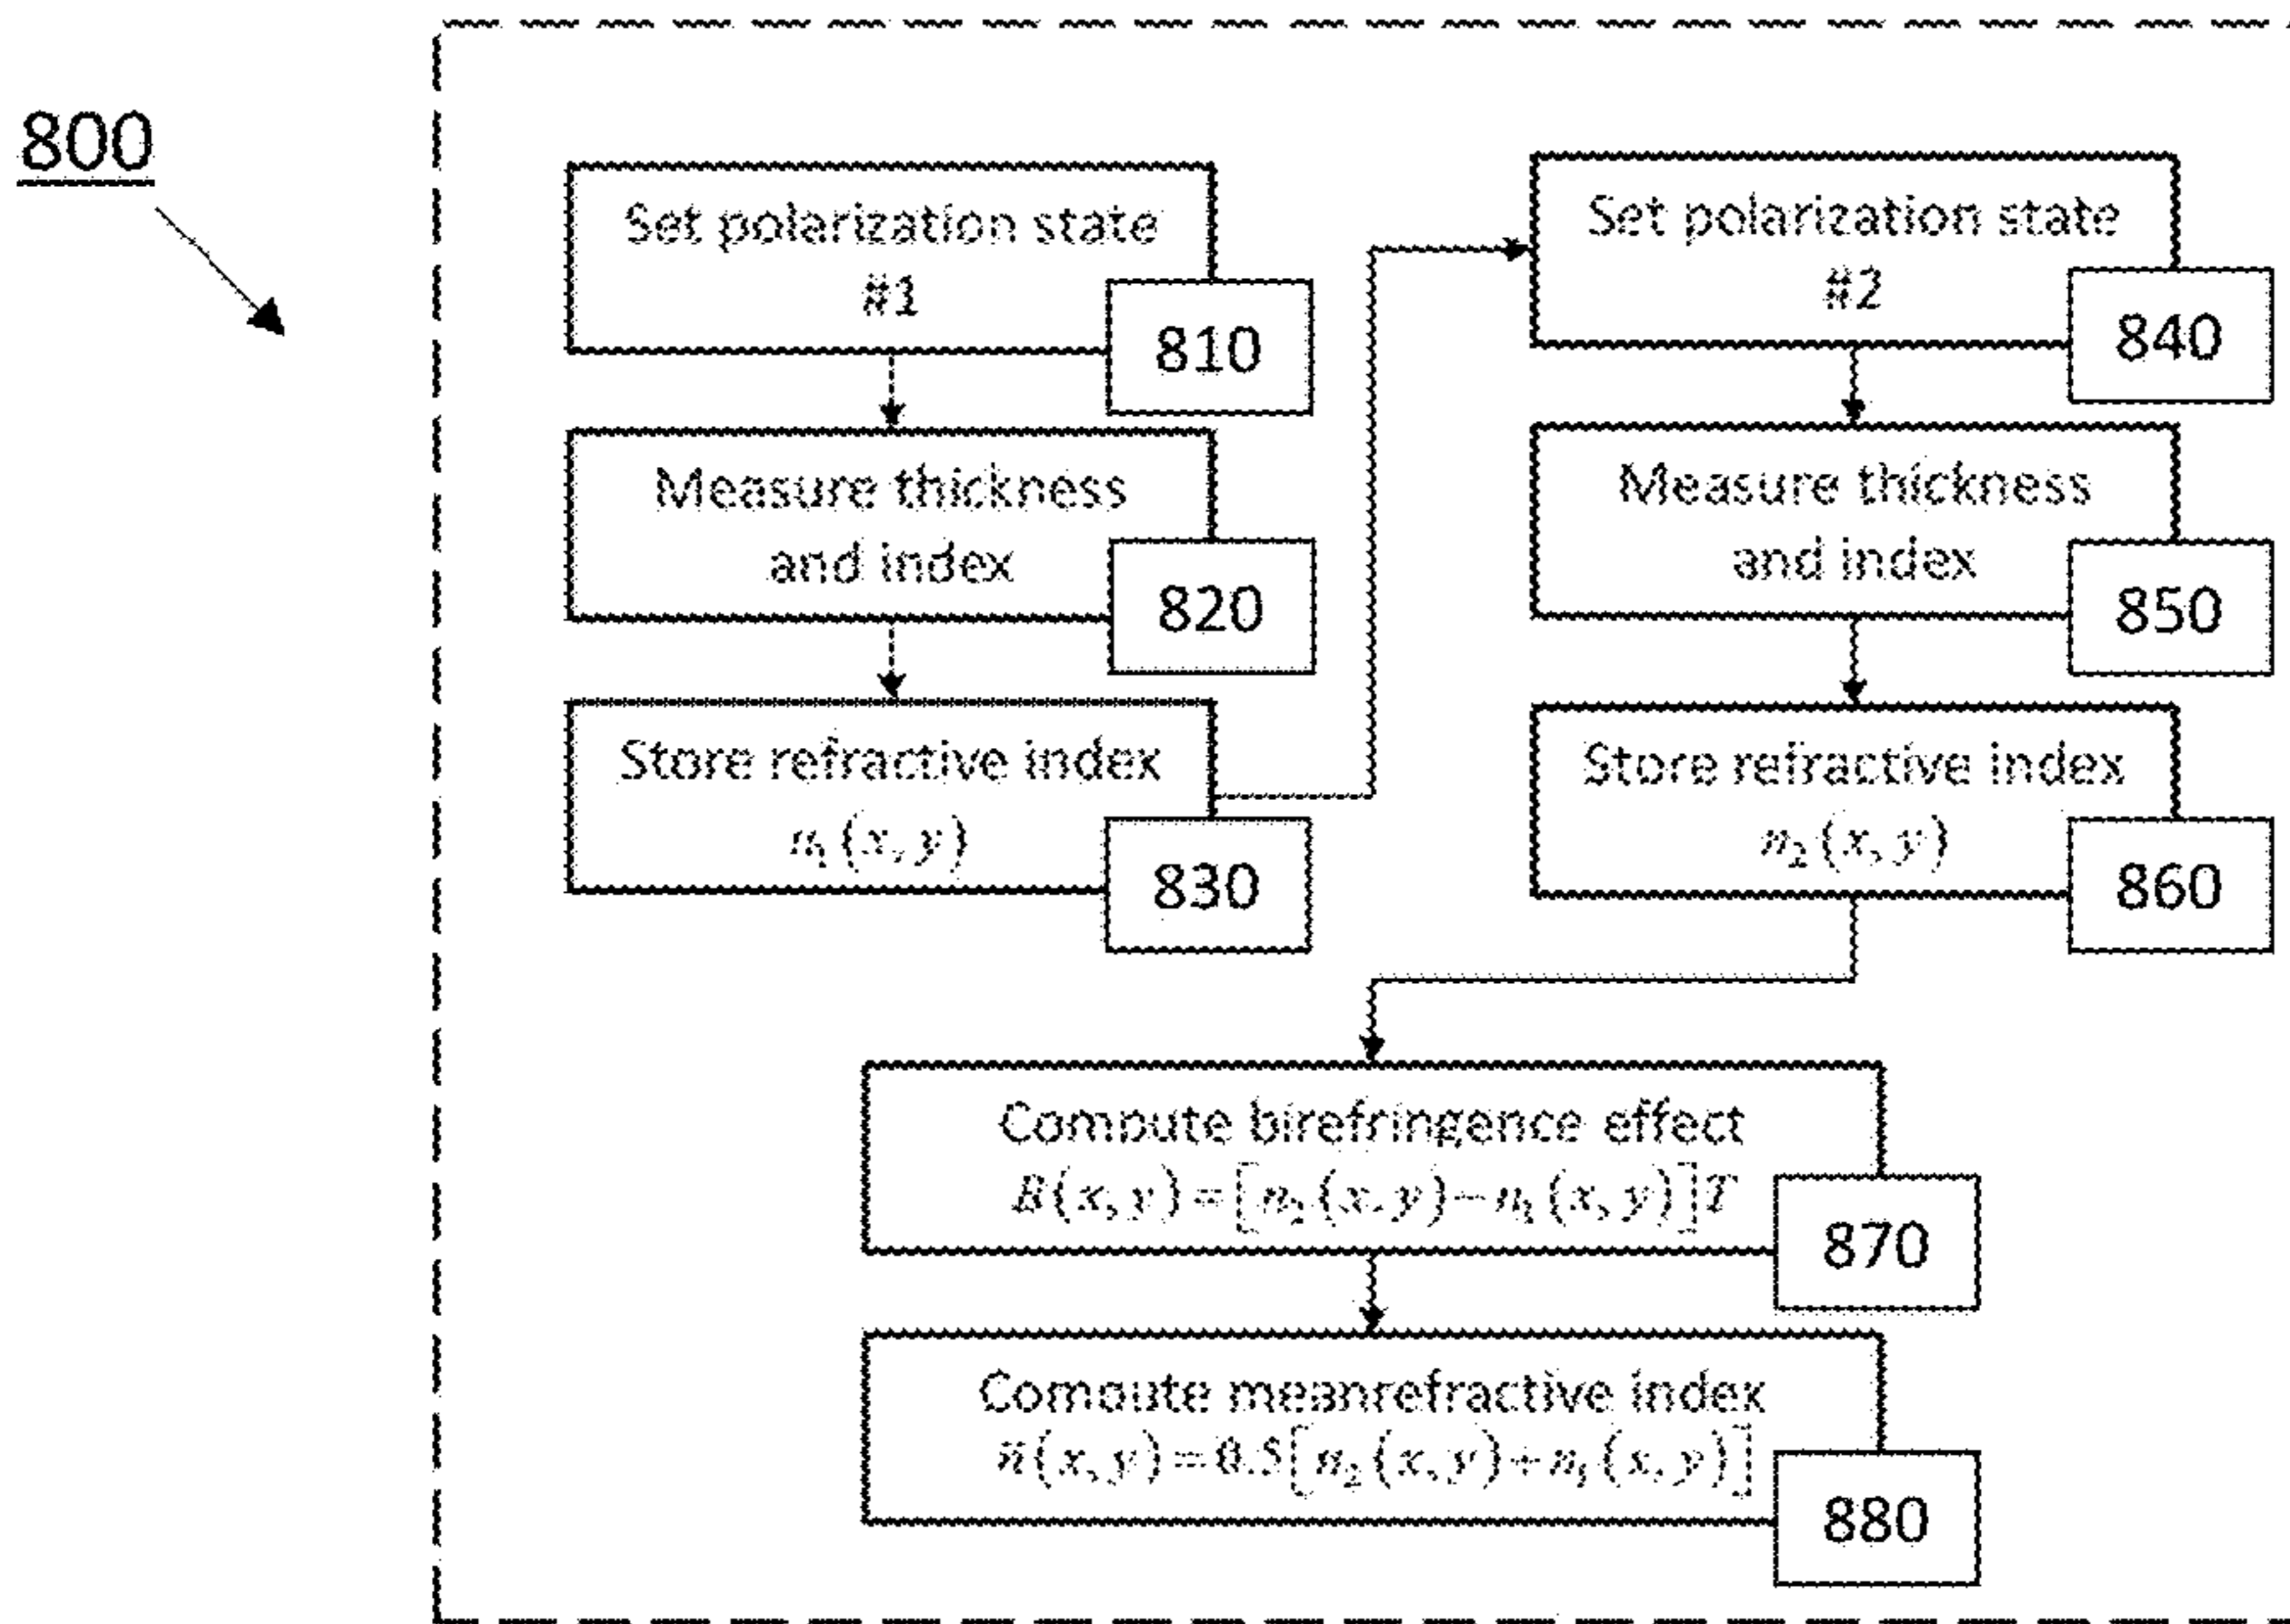 800
Set polarization state
#1
810
Measure thickness
and index
820
Store refractive index
n₁(x,y)
830
Set polarization state
#2
840
Measure thickness
and index
850
Store refractive index
n₂(x,y)
860
Compute birefringence effect
B(x,y)=[n₂(x,y)−n₁(x,y)]T
870
Compute meanrefractive index
n̄(x,y)=0.5[n₂(x,y)+n₁(x,y)]
880